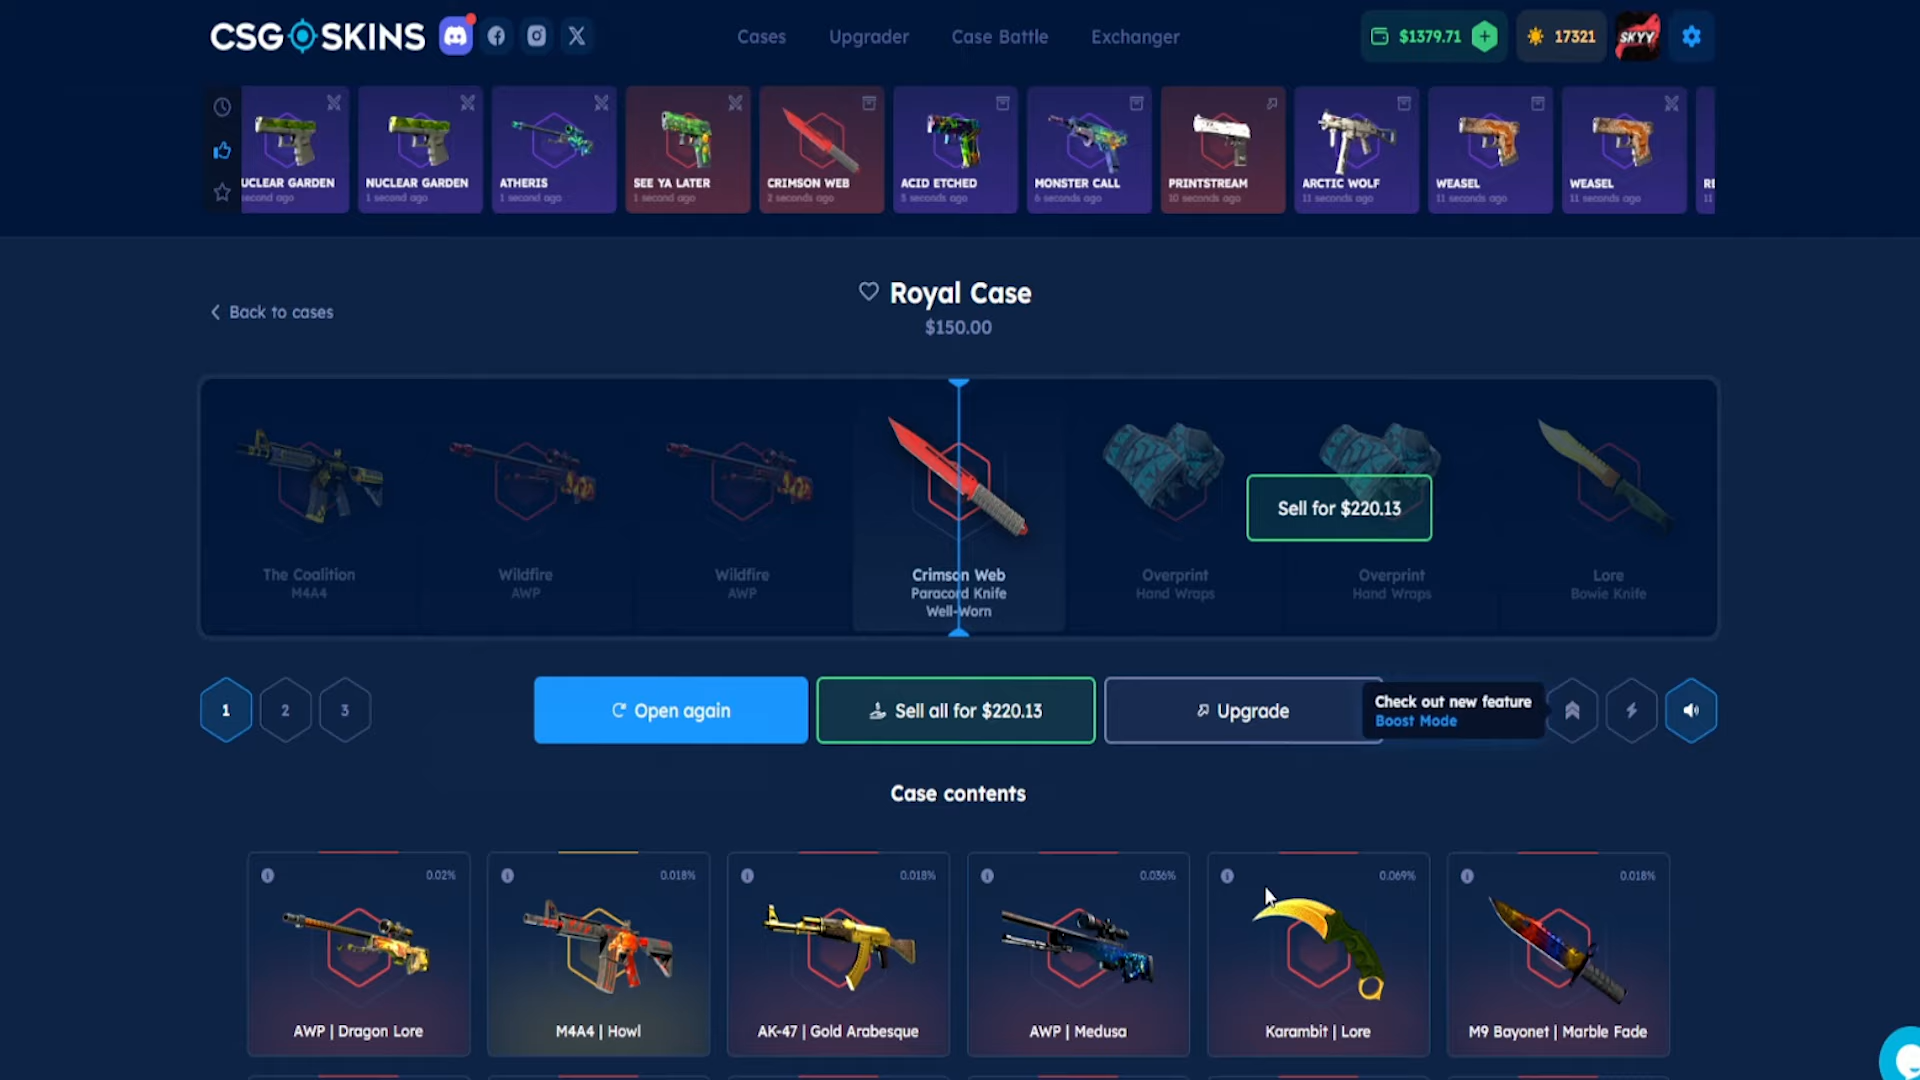 CSG SKINS
Cases
Upgrader
Case Battle
Exchanger
$1379.71
17321
SKYY
UCLEAR GARDEN
second ago
NUCLEAR GARDEN
1 second ago
ATHERIS
1 second ago
SEE YA LATER
1 second ago
CRIMSON WEB
2 seconds ago
ACID ETCHED
MONSTER CALL
6 seconds ago
PRINTSTREAM
10 seconds ago
ARCTIC WOLF
11 seconds ago
WEASEL
11 seconds ago
WEASEL
11 seconds ago
11
Back to cases
Royal Case
$150.00
The Coalition
M4A4
Wildfire
AWP
Wildfire
AWP
Crimson Web
Paracord Knife
Well-Worn
Overprint
Hand Wraps
Sell for $220.13
Overprint
Hand Wraps
Lore
Bowie Knife
1
2
3
Open again
Sell all for $220.13
Upgrade
Check out new feature
Boost Mode
Case contents
0.02%
AWP | Dragon Lore
0.018%
M4A4 | Howl
0.018%
AK-47 | Gold Arabesque
0.036%
AWP | Medusa
0.069%
Karambit | Lore
0.018%
M9 Bayonet | Marble Fade